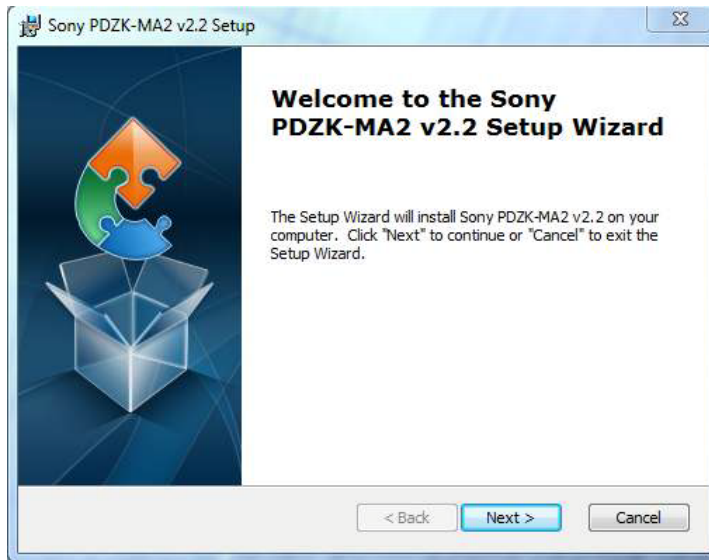 Sony PDZK-MA2 v2.2 Setup
Welcome to the Sony
PDZK-MA2 v2.2 Setup Wizard
The Setup Wizard will install Sony PDZK-MA2 v2.2 on your
computer. Click "Next" to continue or "Cancel" to exit the
Setup Wizard.
< Back Next > Cancel